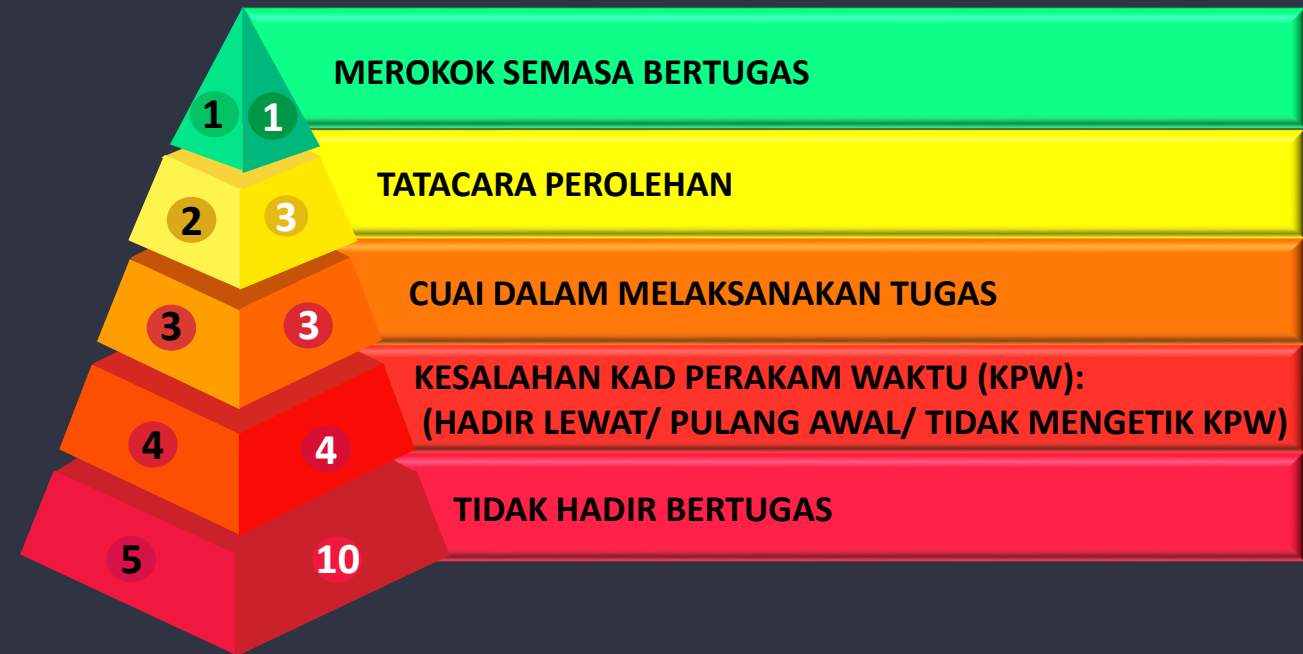 MEROKOK SEMASA BERTUGAS
1 1
TATACARA PEROLEHAN
2 3
CUAI DALAM MELAKSANAKAN TUGAS
3 3
KESALAHAN KAD PERAKAM WAKTU (KPW):
(HADIR LEWAT/ PULANG AWAL/ TIDAK MENGETIK KPW)
4 4
TIDAK HADIR BERTUGAS
5 10